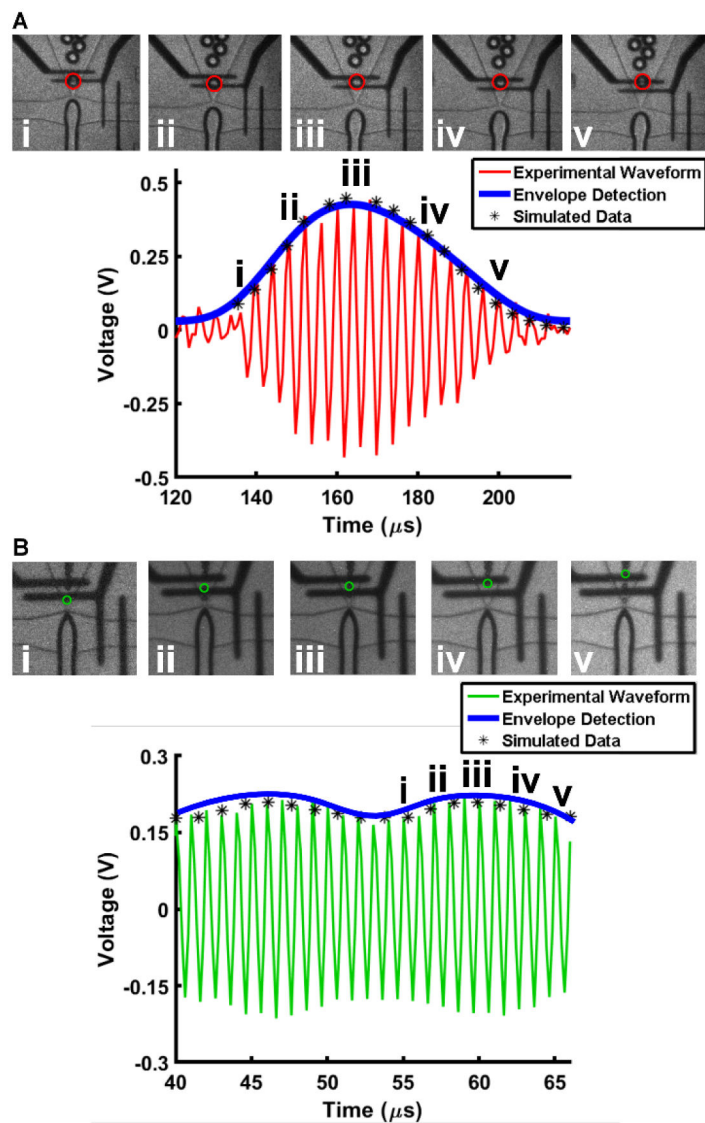 A
i ii iii iv v
Experimental Waveform
Envelope Detection
Simulated Data
i ii iii iv v
0.5
0.25
0
-0.25
-0.5
Voltage (V)
120 140 160 180 200
Time (μs)
B
i ii iii iv v
Experimental Waveform
Envelope Detection
Simulated Data
i ii iii iv v
0.3
0.15
0
-0.15
-0.3
Voltage (V)
40 45 50 55 60 65
Time (μs)